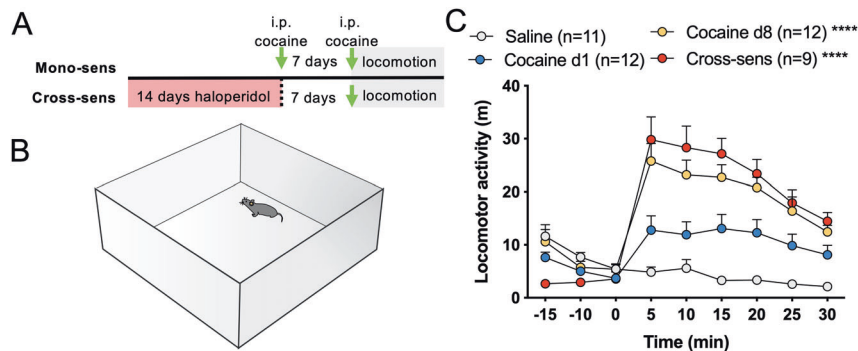 A
i.p. cocaine
i.p. cocaine
7 days
Mono-sens
locomotion
Cross-sens
14 days haloperidol
7 days
locomotion
B
C
Saline (n=11)
Cocaine d8 (n=12) ****
Cocaine d1 (n=12)
Cross-sens (n=9) ****
Locomotor activity (m)
40
30
20
10
0
-15 -10 0 5 10 15 20 25 30
Time (min)